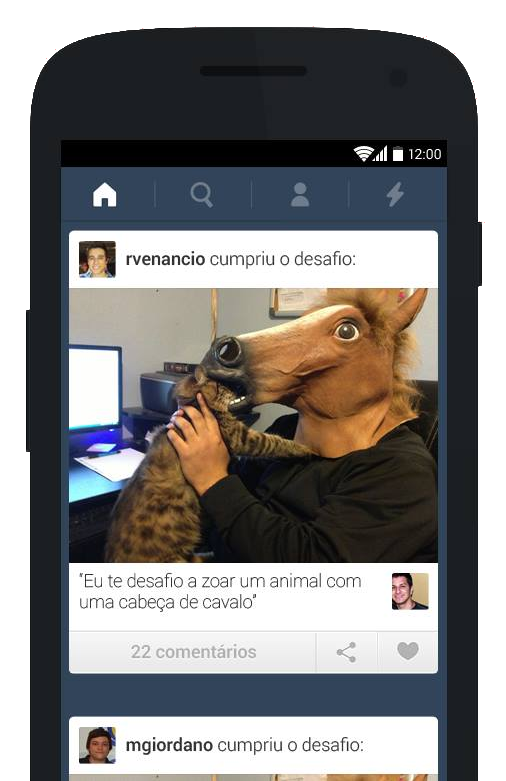 12:00
rvenancio cumpriu o desafio:
"Eu te desafio a zoar um animal com
uma cabeça de cavalo"
22 comentários
mgiordano cumpriu o desafio: